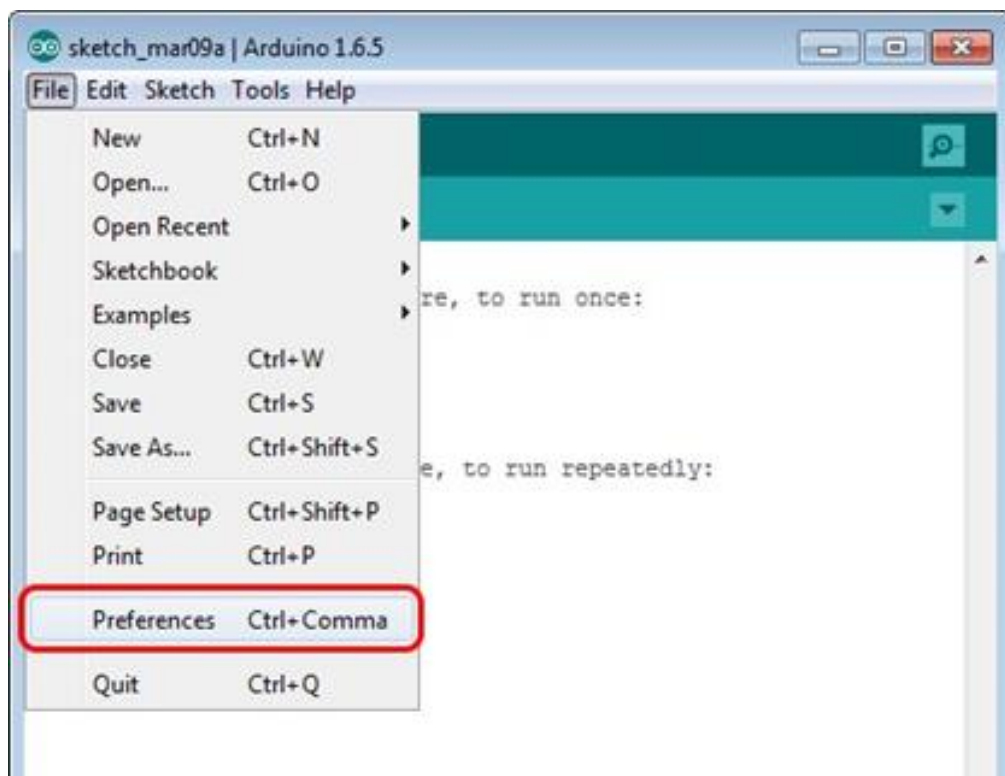 sketch_mar09a | Arduino 1.6.5
File Edit Sketch Tools Help
New Ctrl+N
Open... Ctrl+O
Open Recent
Sketchbook
re, to run once:
Examples
Close Ctrl+W
Save Ctrl+S
Save As... Ctrl+Shift+S
e, to run repeatedly:
Page Setup Ctrl+Shift+P
Print Ctrl+P
Preferences Ctrl+Comma
Quit Ctrl+Q